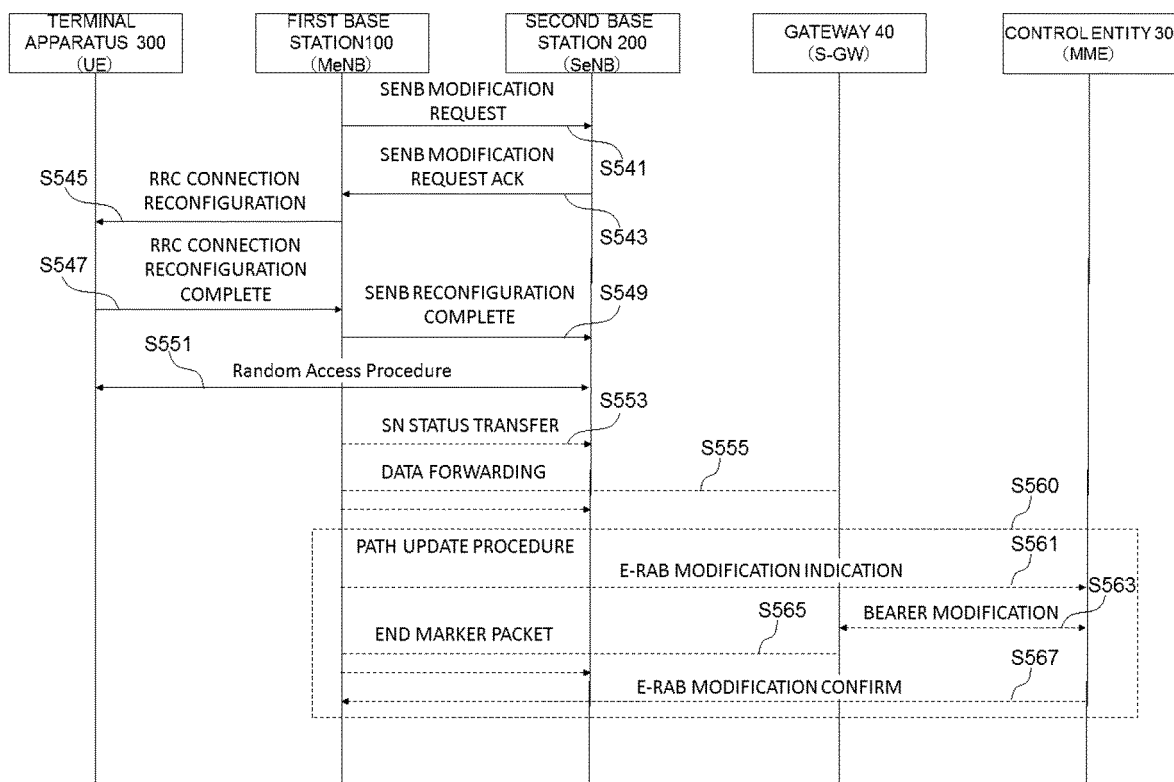 TERMINAL
APPARATUS 300
(UE)
FIRST BASE
STATION100
(MeNB)
SECOND BASE
STATION 200
(SeNB)
GATEWAY 40
(S-GW)
CONTROL ENTITY 30
(MME)
SENB MODIFICATION
REQUEST
S541
SENB MODIFICATION
REQUEST ACK
S543
S545
RRC CONNECTION
RECONFIGURATION
S547
RRC CONNECTION
RECONFIGURATION
COMPLETE
SENB RECONFIGURATION
COMPLETE
S549
S551
Random Access Procedure
S553
SN STATUS TRANSFER
S555
DATA FORWARDING
S560
PATH UPDATE PROCEDURE
S561
E-RAB MODIFICATION INDICATION
S563
BEARER MODIFICATION
S565
END MARKER PACKET
S567
E-RAB MODIFICATION CONFIRM